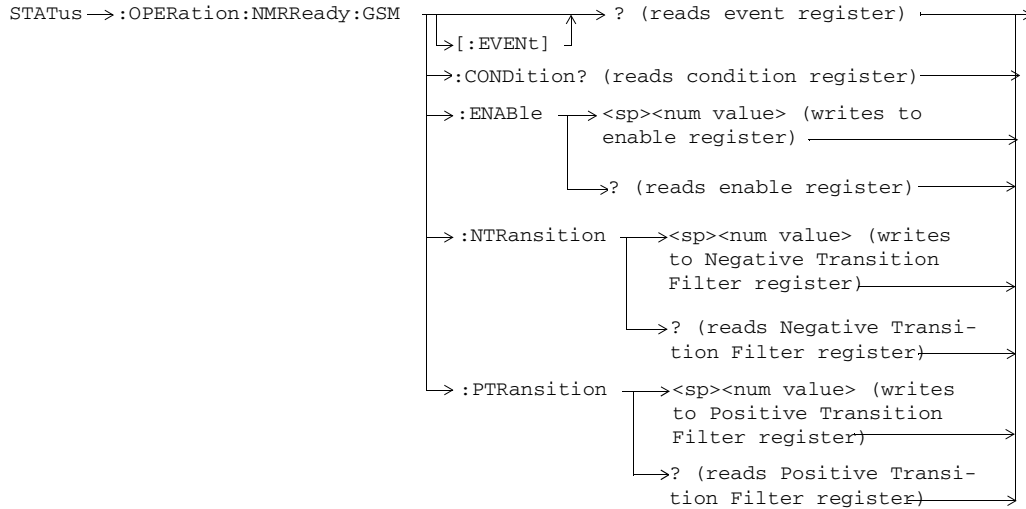 STATus :OPERation:NMRReady:GSM ? (reads event register)
[:EVENt]
:CONDition? (reads condition register)
:ENABle <sp><num value> (writes to
enable register)
? (reads enable register)
:NTRansition <sp><num value> (writes
to Negative Transition
Filter register)
? (reads Negative Transi-
tion Filter register)
:PTRansition <sp><num value> (writes
to Positive Transition
Filter register)
? (reads Positive Transi-
tion Filter register)